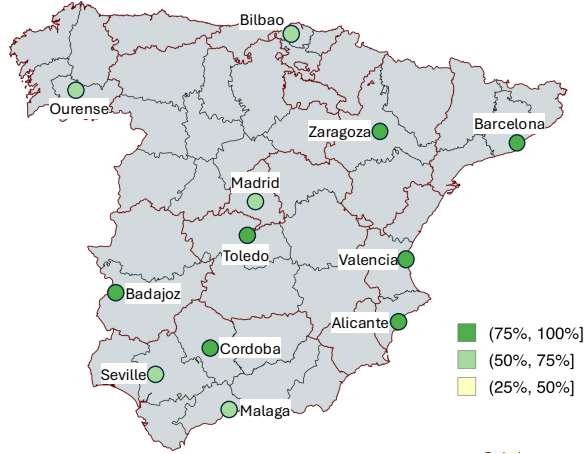 Bilbao
Ourense
Zaragoza
Barcelona
Madrid
Toledo
Valencia
Badajoz
Alicante
Cordoba
Seville
Malaga
(75%, 100%]
(50%, 75%]
(25%, 50%]